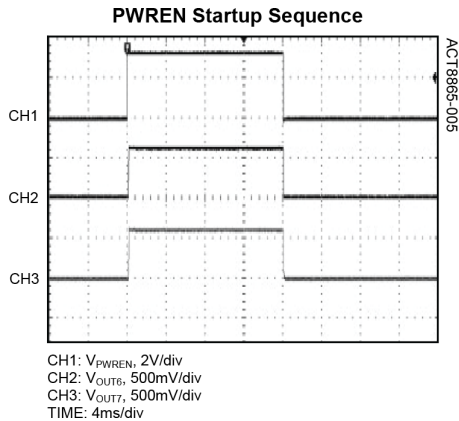 PWREN Startup Sequence
ACT8865-005
CH1
CH2
CH3
CH1: VPWREN, 2V/div
CH2: VOUT6, 500mV/div
CH3: VOUT7, 500mV/div
TIME: 4ms/div